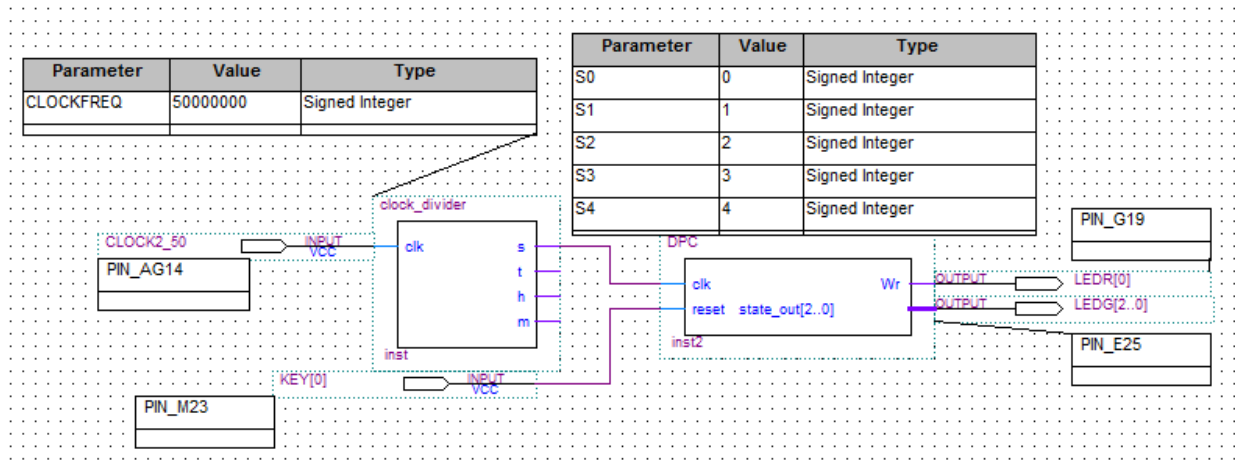 Parameter Value Type
S0 0 Signed Integer
S1 1 Signed Integer
S2 2 Signed Integer
S3 3 Signed Integer
S4 4 Signed Integer
Parameter Value Type
CLOCKFREQ 50000000 Signed Integer
clock_divider
CLOCK2_50 INPUT
VCC
PIN_AG14
clk s
t
h
m
inst
KEY[0] INPUT
VCC
PIN_M23
DPC
clk Wr
reset state_out[2..0]
inst2
PIN_G19
OUTPUT LEDR[0]
OUTPUT LEDG[2..0]
PIN_E25